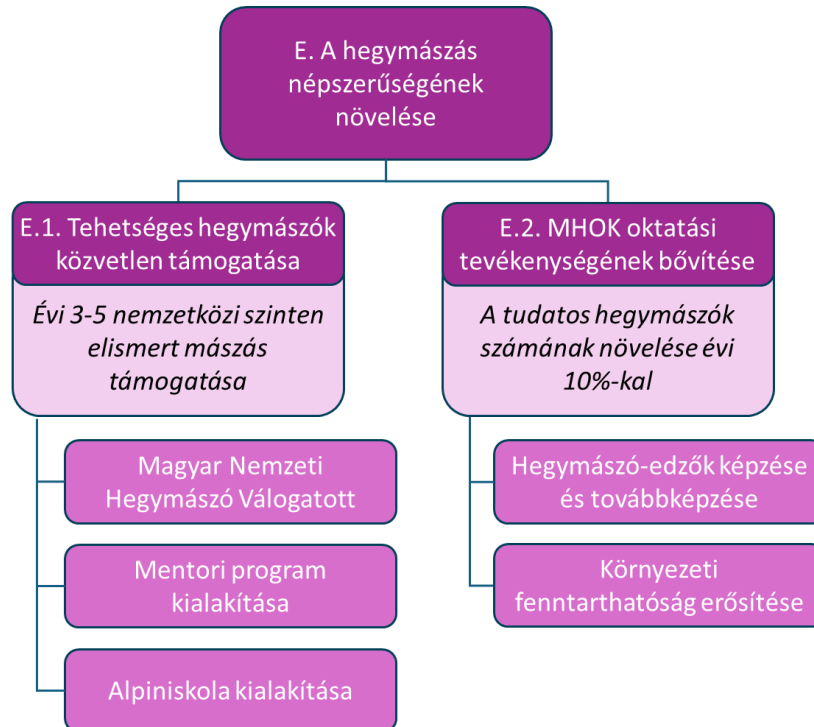 E. A hegymászás
népszerűségének
növelése
E.1. Tehetséges hegymászók
közvetlen támogatása
Évi 3-5 nemzetközi szinten
elismert mászás
támogatása
Magyar Nemzeti
Hegymászó Válogatott
Mentori program
kialakítása
Alpiniskola kialakítása
E.2. MHOK oktatási
tevékenységének bővítése
A tudatos hegymászók
számának növelése évi
10%-kal
Hegymászó-edzők képzése
és továbbképzése
Környezeti
fenntarthatóság erősítése